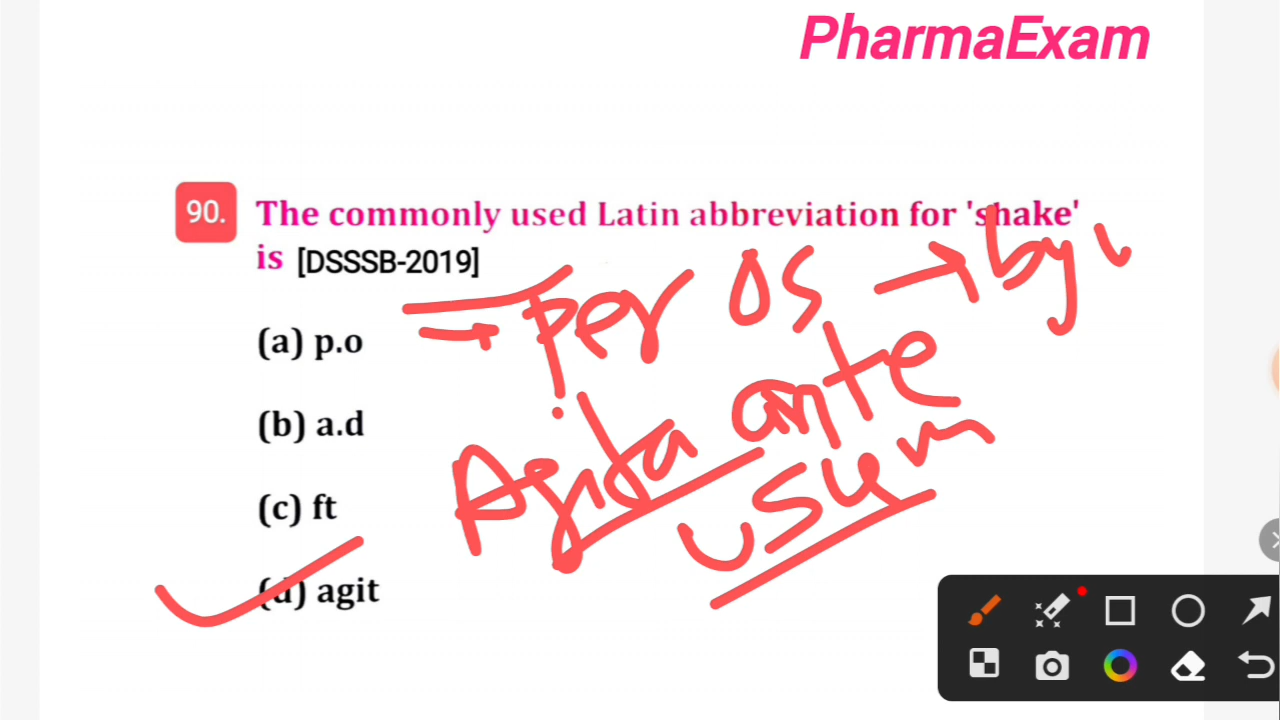 PharmaExam
90. The commonly used Latin abbreviation for 'shake'
is [DSSSB-2019]
(a) p.o
→ Per OS → by
(b) a.d
Agita ante
usum
(c) ft
(d) agit